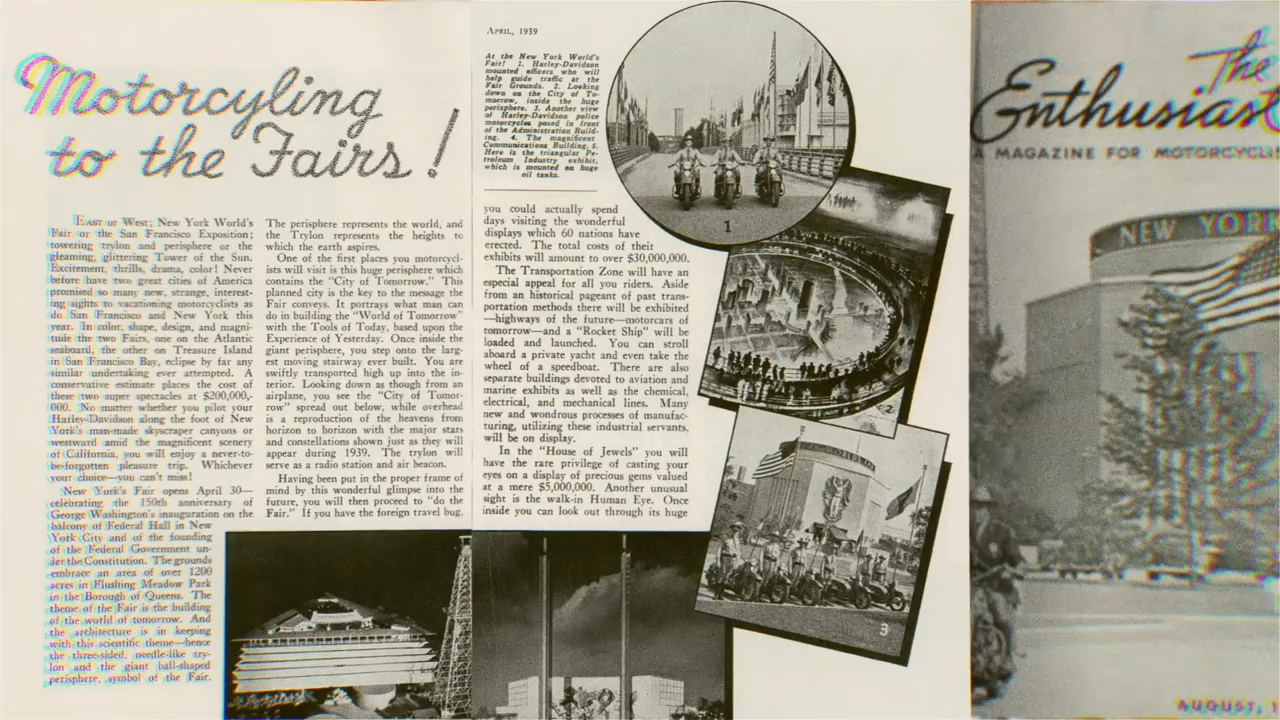 Motorcyling
to the Fairs!
EAST or West; New York World's
Fair or the San Francisco Exposition;
towering trylon and perisphere or the
gleaming, glittering Tower of the Sun.
Excitement, thrills, drama, color! Never
before have two great cities of America
promised so many new, strange, interest-
ing sights to vacationing motorcyclists as
do San Francisco and New York this
year. In color, shape, design, and magni-
tude the two Fairs, one on the Atlantic
seaboard, the other on Treasure Island
in San Francisco Bay, eclipse by far any
similar undertaking ever attempted. A
conservative estimate places the cost of
these two super spectacles at $200,000,-
000. No matter whether you pilot your
Harley-Davidson along the foot of New
York's man-made skyscraper canyons or
westward amid the magnificent scenery
of California, you will enjoy a never-to-
be-forgotten pleasure trip. Whichever
your choice—you can't miss!
New York's Fair opens April 30—
celebrating the 150th anniversary of
George Washington's inauguration on the
balcony of Federal Hall in New
York City and of the founding
of the Federal Government un-
der the Constitution. The grounds
embrace an area of over 1200
acres in Flushing Meadow Park
in the Borough of Queens. The
theme of the Fair is the building
of the world of tomorrow. And
the architecture is in keeping
with this scientific theme—hence
the three-sided, needle-like try-
lon and the giant ball-shaped
perisphere, symbol of the Fair.
The perisphere represents the world, and
the Trylon represents the heights to
which the earth aspires.
One of the first places you motorcycl-
ists will visit is this huge perisphere which
contains the "City of Tomorrow." This
planned city is the key to the message the
Fair conveys. It portrays what man can
do in building the "World of Tomorrow"
with the Tools of Today, based upon the
Experience of Yesterday. Once inside the
giant perisphere, you step onto the larg-
est moving stairway ever built. You are
swiftly transported high up into the in-
terior. Looking down as though from an
airplane, you see the "City of Tomor-
row" spread out below, while overhead
is a reproduction of the heavens from
horizon to horizon with the major stars
and constellations shown just as they will
appear during 1939. The trylon will
serve as a radio station and air beacon.
Having been put in the proper frame of
mind by this wonderful glimpse into the
future, you will then proceed to "do the
Fair." If you have the foreign travel bug,
APRIL, 1939
At the New York World's
Fair! 1. Harley-Davidson
mounted officers who will
help guide traffic at the
Fair Grounds. 2. Looking
down on the City of To-
morrow, inside the huge
perisphere. 3. Another view
of Harley-Davidson police
motorcycles posed in front
of the Administration Build-
ing. 4. The magnificent
Communications Building. 5.
Here is the triangular Pe-
troleum Industry exhibit,
which is mounted on huge
oil tanks.
you could actually spend
days visiting the wonderful
displays which 60 nations have
erected. The total costs of their
exhibits will amount to over $30,000,000.
The Transportation Zone will have an
especial appeal for all you riders. Aside
from an historical pageant of past trans-
portation methods there will be exhibited
—highways of the future—motorcars of
tomorrow—and a "Rocket Ship" will be
loaded and launched. You can stroll
aboard a private yacht and even take the
wheel of a speedboat. There are also
separate buildings devoted to aviation and
marine exhibits as well as the chemical,
electrical, and mechanical lines. Many
new and wondrous processes of manufac-
turing, utilizing these industrial servants,
will be on display.
In the "House of Jewels" you will
have the rare privilege of casting your
eyes on a display of precious gems valued
at a mere $5,000,000. Another unusual
sight is the walk-in Human Eye. Once
inside you can look out through its huge
1
2
3
The
Enthusiast
A MAGAZINE FOR MOTORCYCLI
NEW YORK
AUGUST, 1